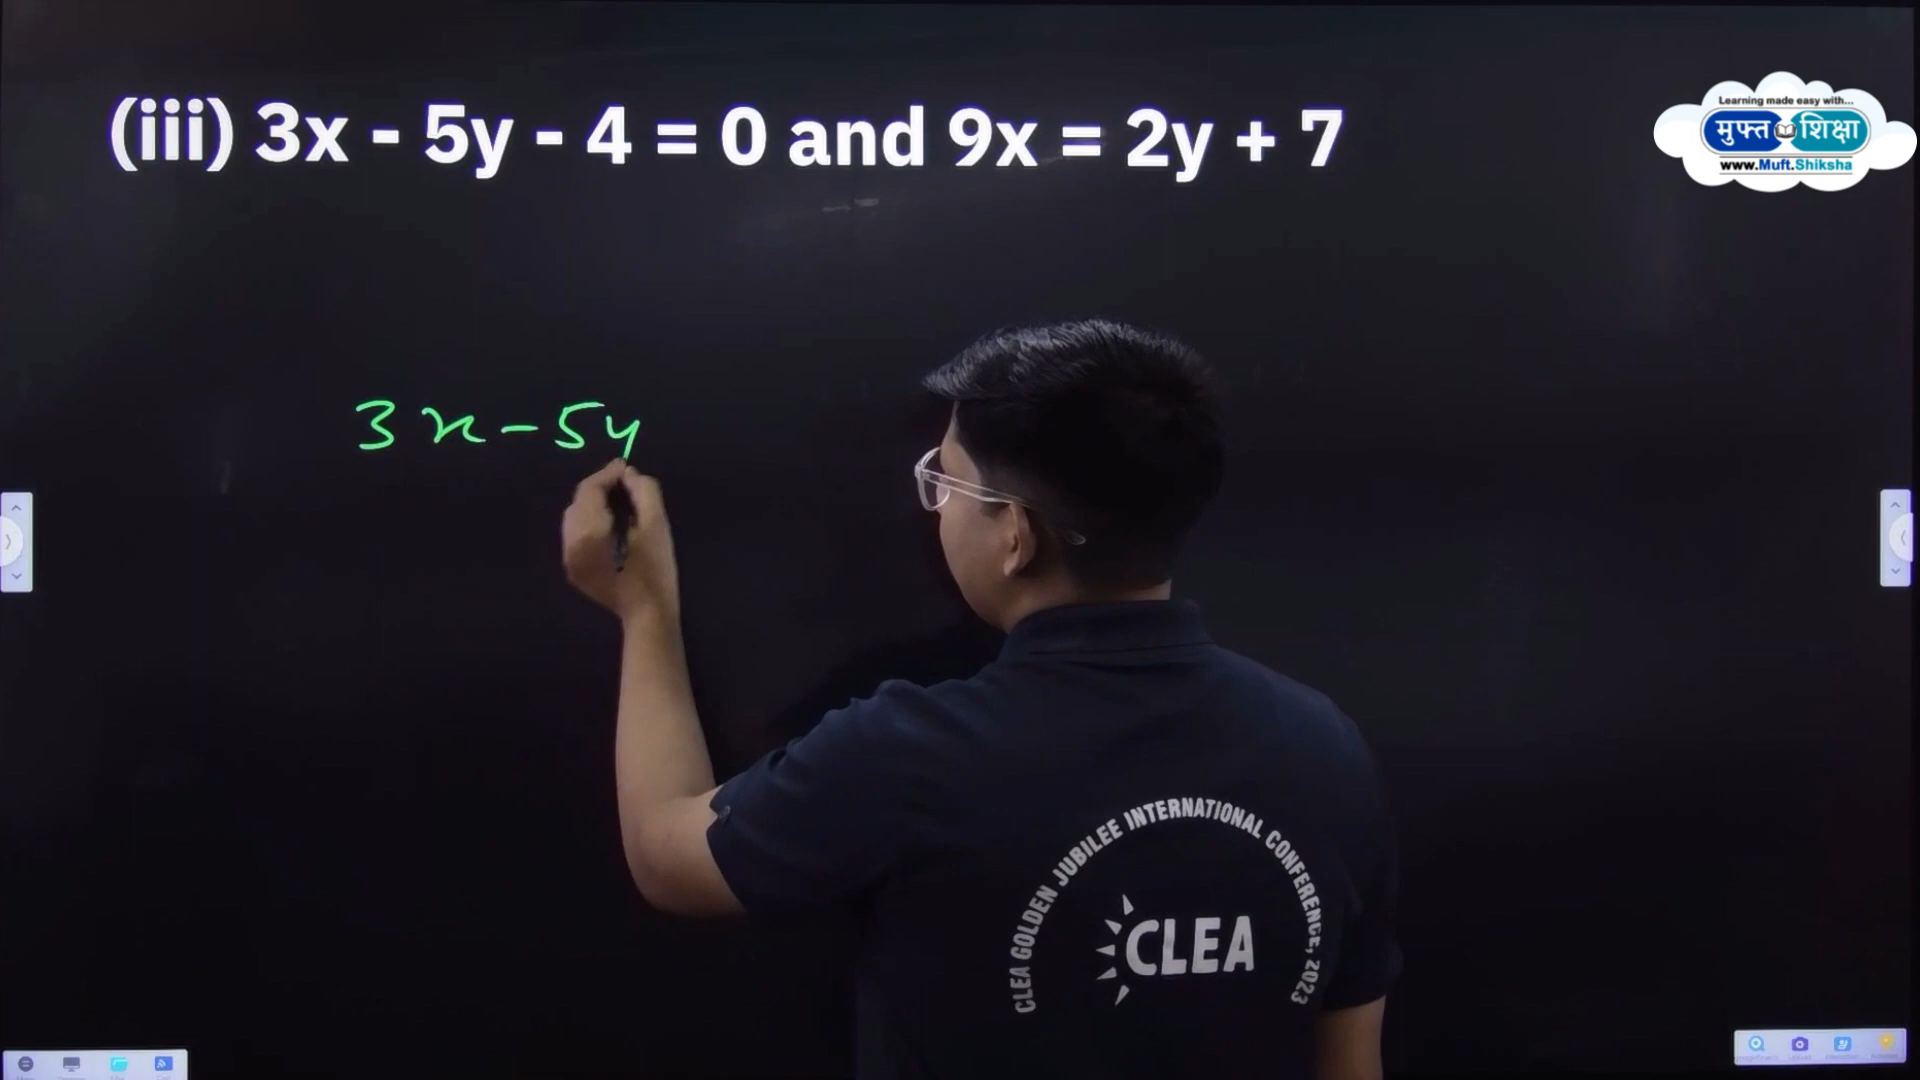 (iii) 3x - 5y - 4 = 0 and 9x = 2y + 7
Learning made easy with...
मुफ्त शिक्षा
www.Muft.Shiksha
3x - 5y
CLEA GOLDEN JUBILEE INTERNATIONAL CONFERENCE, 2023
CLEA